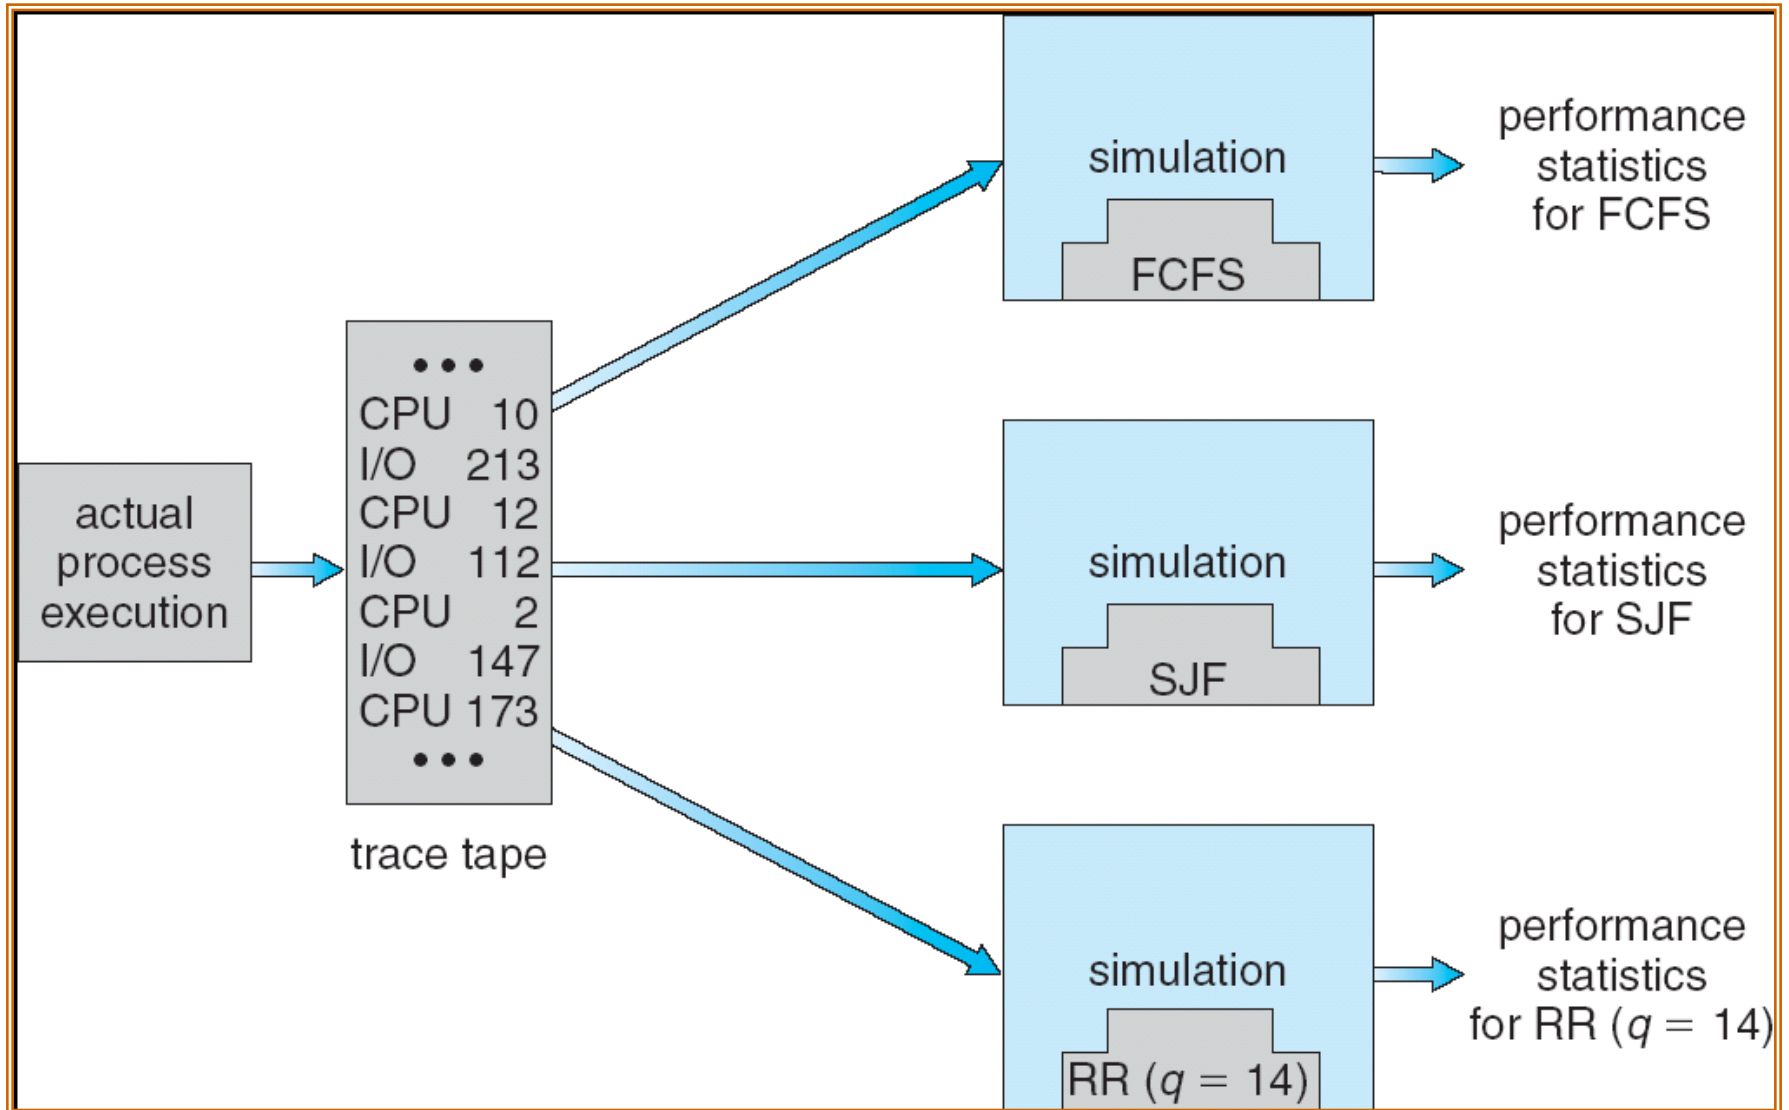 actual
process
execution
• • •
CPU 10
I/O 213
CPU 12
I/O 112
CPU 2
I/O 147
CPU 173
• • •
trace tape
simulation
FCFS
performance
statistics
for FCFS
simulation
SJF
performance
statistics
for SJF
simulation
RR (q = 14)
performance
statistics
for RR (q = 14)